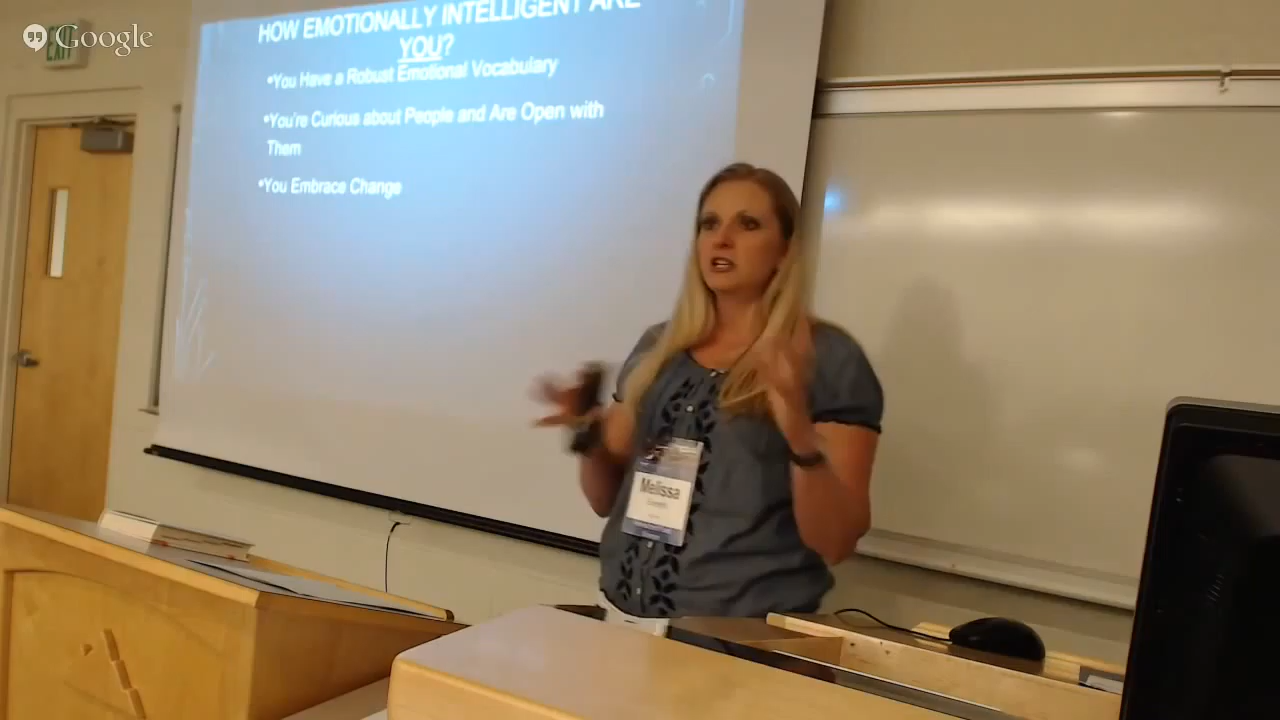 Google
EXIT
HOW EMOTIONALLY INTELLIGENT ARE
YOU?
•You Have a Robust Emotional Vocabulary
•You're Curious about People and Are Open with
Them
•You Embrace Change
Melissa